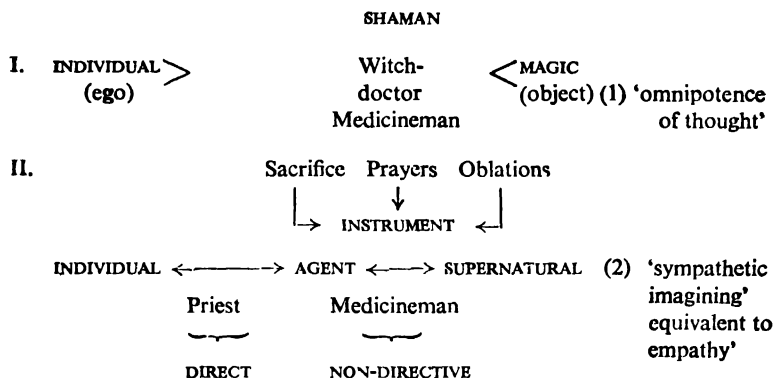 SHAMAN
I. INDIVIDUAL > Witch- < MAGIC
(ego) doctor (object) (1) 'omnipotence
Medicineman of thought'
II. Sacrifice Prayers Oblations
INSTRUMENT
INDIVIDUAL ⟷ AGENT ⟷ SUPERNATURAL (2) 'sympathetic
Priest Medicineman imagining'
equivalent to
empathy'
DIRECT NON-DIRECTIVE